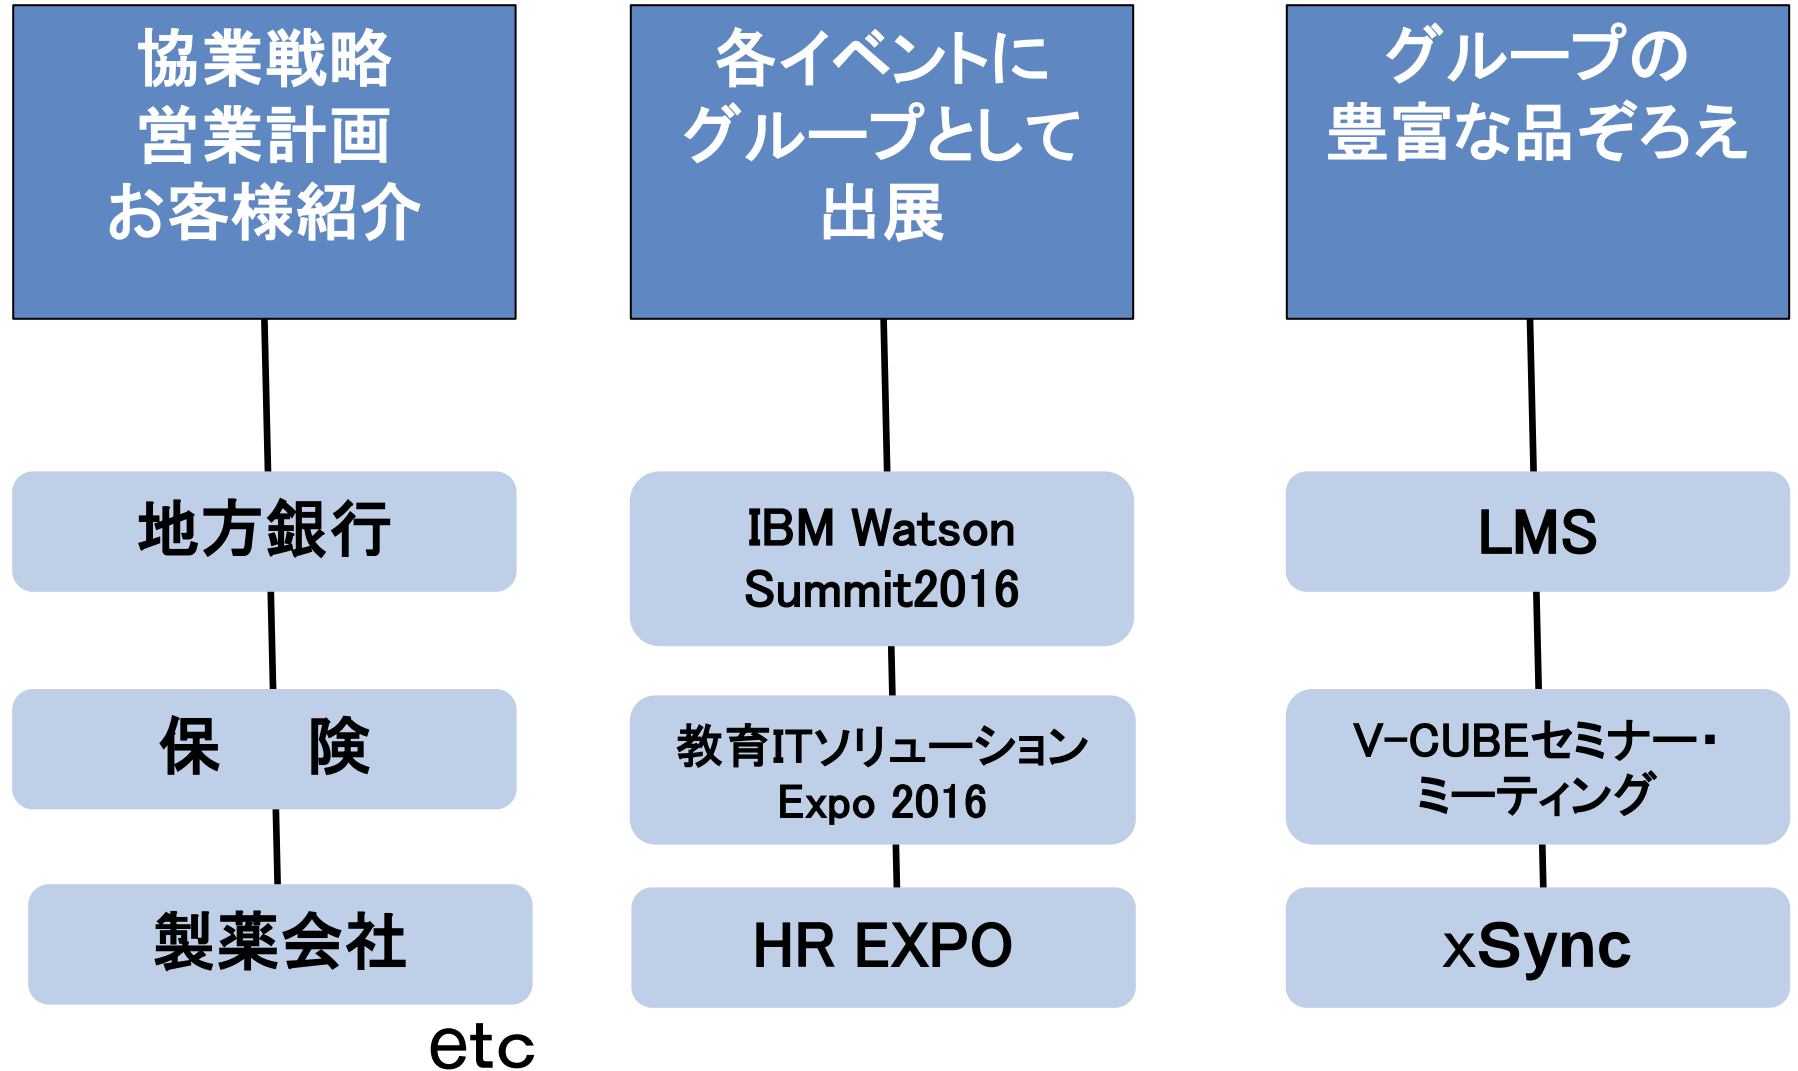 協業戦略
営業計画
お客様紹介
地方銀行
保　険
製薬会社
etc
各イベントに
グループとして
出展
IBM Watson
Summit2016
教育ITソリューション
Expo 2016
HR EXPO
グループの
豊富な品ぞろえ
LMS
V-CUBEセミナー・
ミーティング
xSync